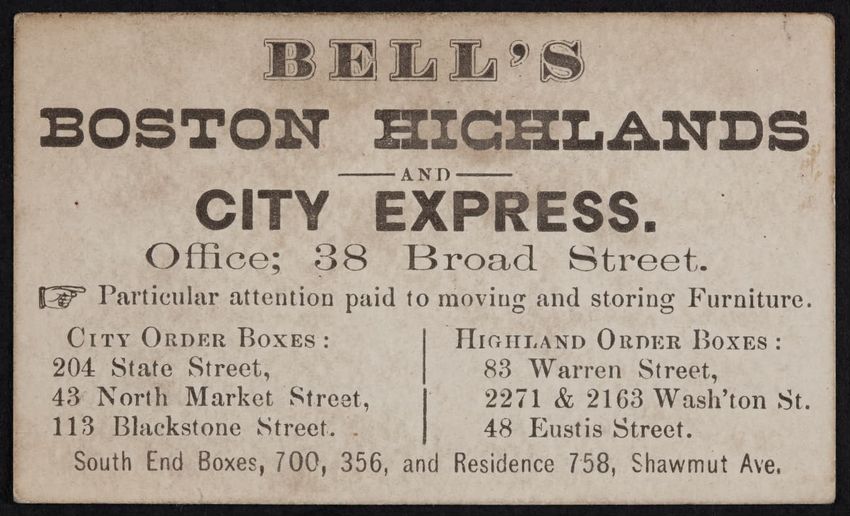 BELL'S
BOSTON HIGHLANDS
AND
CITY EXPRESS.
Office; 38 Broad Street.
Particular attention paid to moving and storing Furniture.
CITY ORDER BOXES:
204 State Street,
43 North Market Street,
113 Blackstone Street.
HIGHLAND ORDER BOXES:
83 Warren Street,
2271 & 2163 Wash'ton St.
48 Eustis Street.
South End Boxes, 700, 356, and Residence 758, Shawmut Ave.